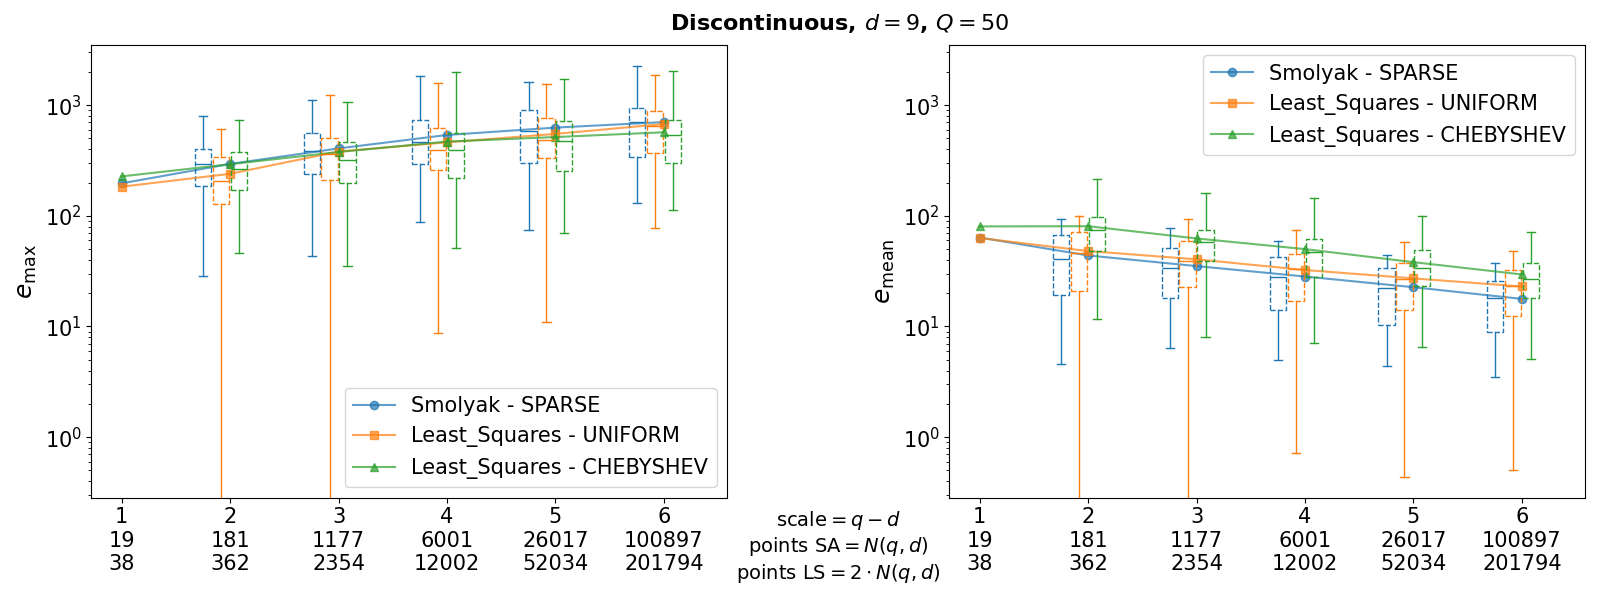 Discontinuous, d = 9, Q = 50
10³
10²
10¹
10⁰
e_max
Smolyak - SPARSE
Least_Squares - UNIFORM
Least_Squares - CHEBYSHEV
1 2 3 4 5 6
19 181 1177 6001 26017 100897
38 362 2354 12002 52034 201794
scale = q − d
points SA = N(q, d)
points LS = 2 · N(q, d)
10³
10²
10¹
10⁰
e_mean
Smolyak - SPARSE
Least_Squares - UNIFORM
Least_Squares - CHEBYSHEV
1 2 3 4 5 6
19 181 1177 6001 26017 100897
38 362 2354 12002 52034 201794